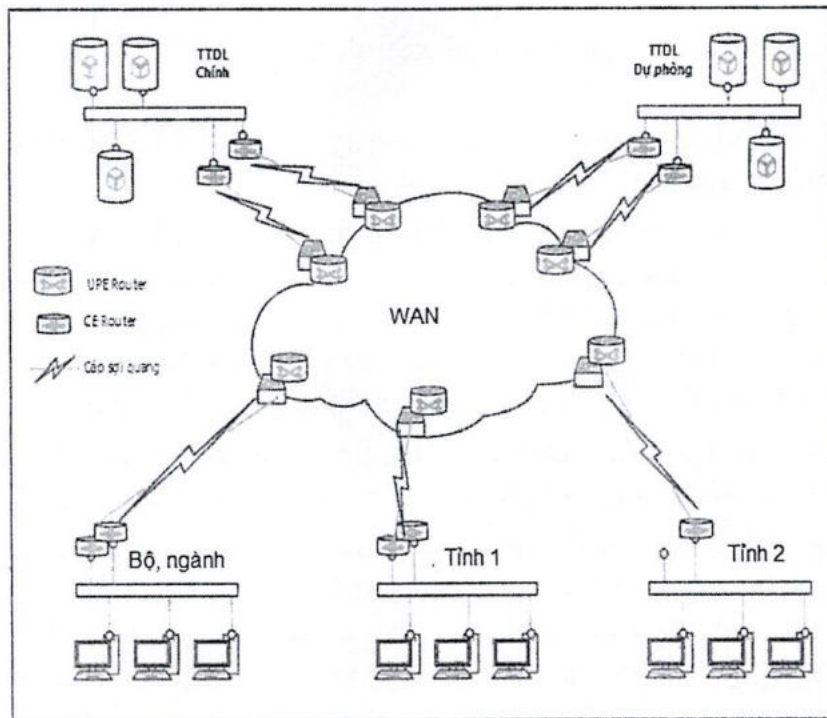 TTDL
Chính
TTDL
Dự phòng
UPE Router
CE Router
Cáp sợi quang
WAN
Bộ, ngành
Tỉnh 1
Tỉnh 2